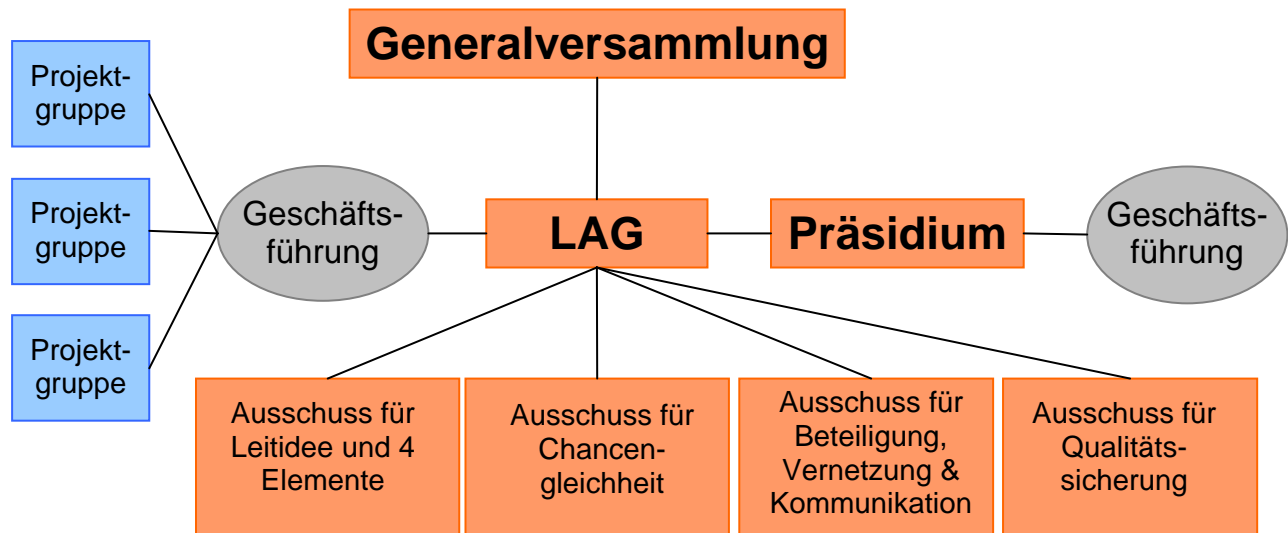 Generalversammlung
Projekt-
gruppe
Projekt-
gruppe
Projekt-
gruppe
Geschäfts-
führung
LAG
Präsidium
Geschäfts-
führung
Ausschuss für
Leitidee und 4
Elemente
Ausschuss für
Chancen-
gleichheit
Ausschuss für
Beteiligung,
Vernetzung &
Kommunikation
Ausschuss für
Qualitäts-
sicherung